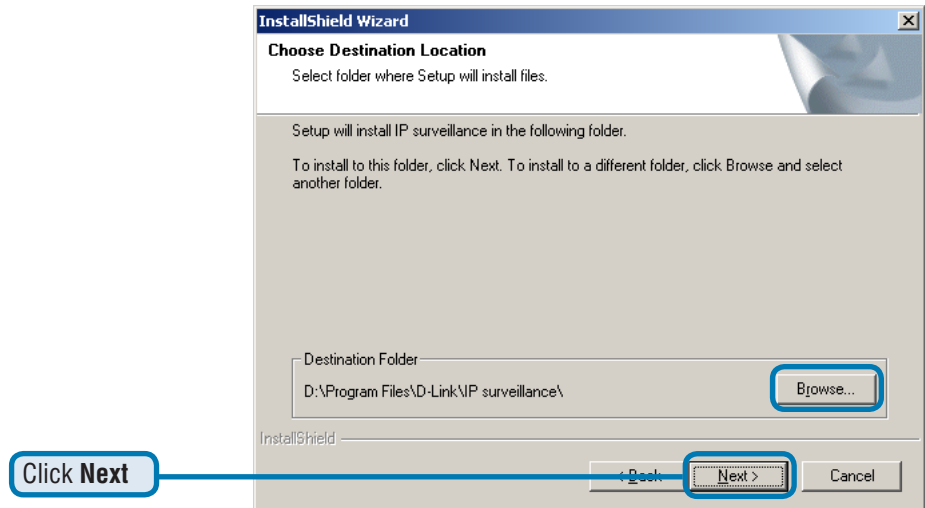 InstallShield Wizard
Choose Destination Location
Select folder where Setup will install files.
Setup will install IP surveillance in the following folder.
To install to this folder, click Next. To install to a different folder, click Browse and select
another folder.
Destination Folder
D:\Program Files\D-Link\IP surveillance\
Browse...
InstallShield
Click Next
< Back
Next >
Cancel